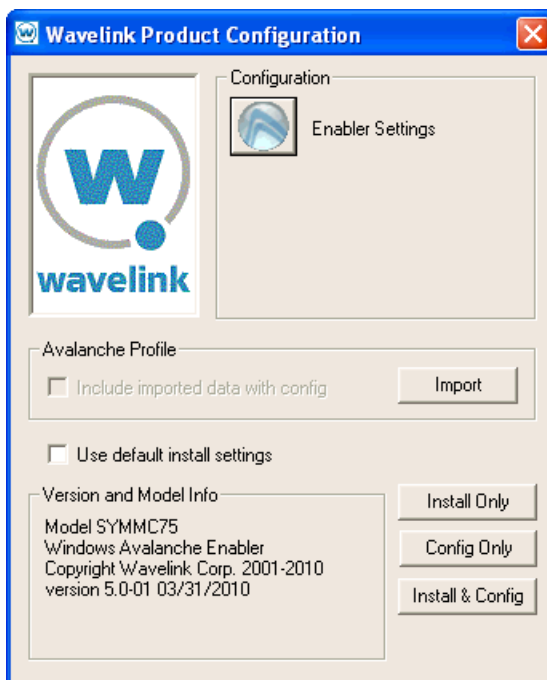 Wavelink Product Configuration
Configuration
Enabler Settings
w
wavelink
Avalanche Profile
Include imported data with config
Import
Use default install settings
Version and Model Info
Model SYMMC75
Windows Avalanche Enabler
Copyright Wavelink Corp. 2001-2010
version 5.0-01 03/31/2010
Install Only
Config Only
Install & Config